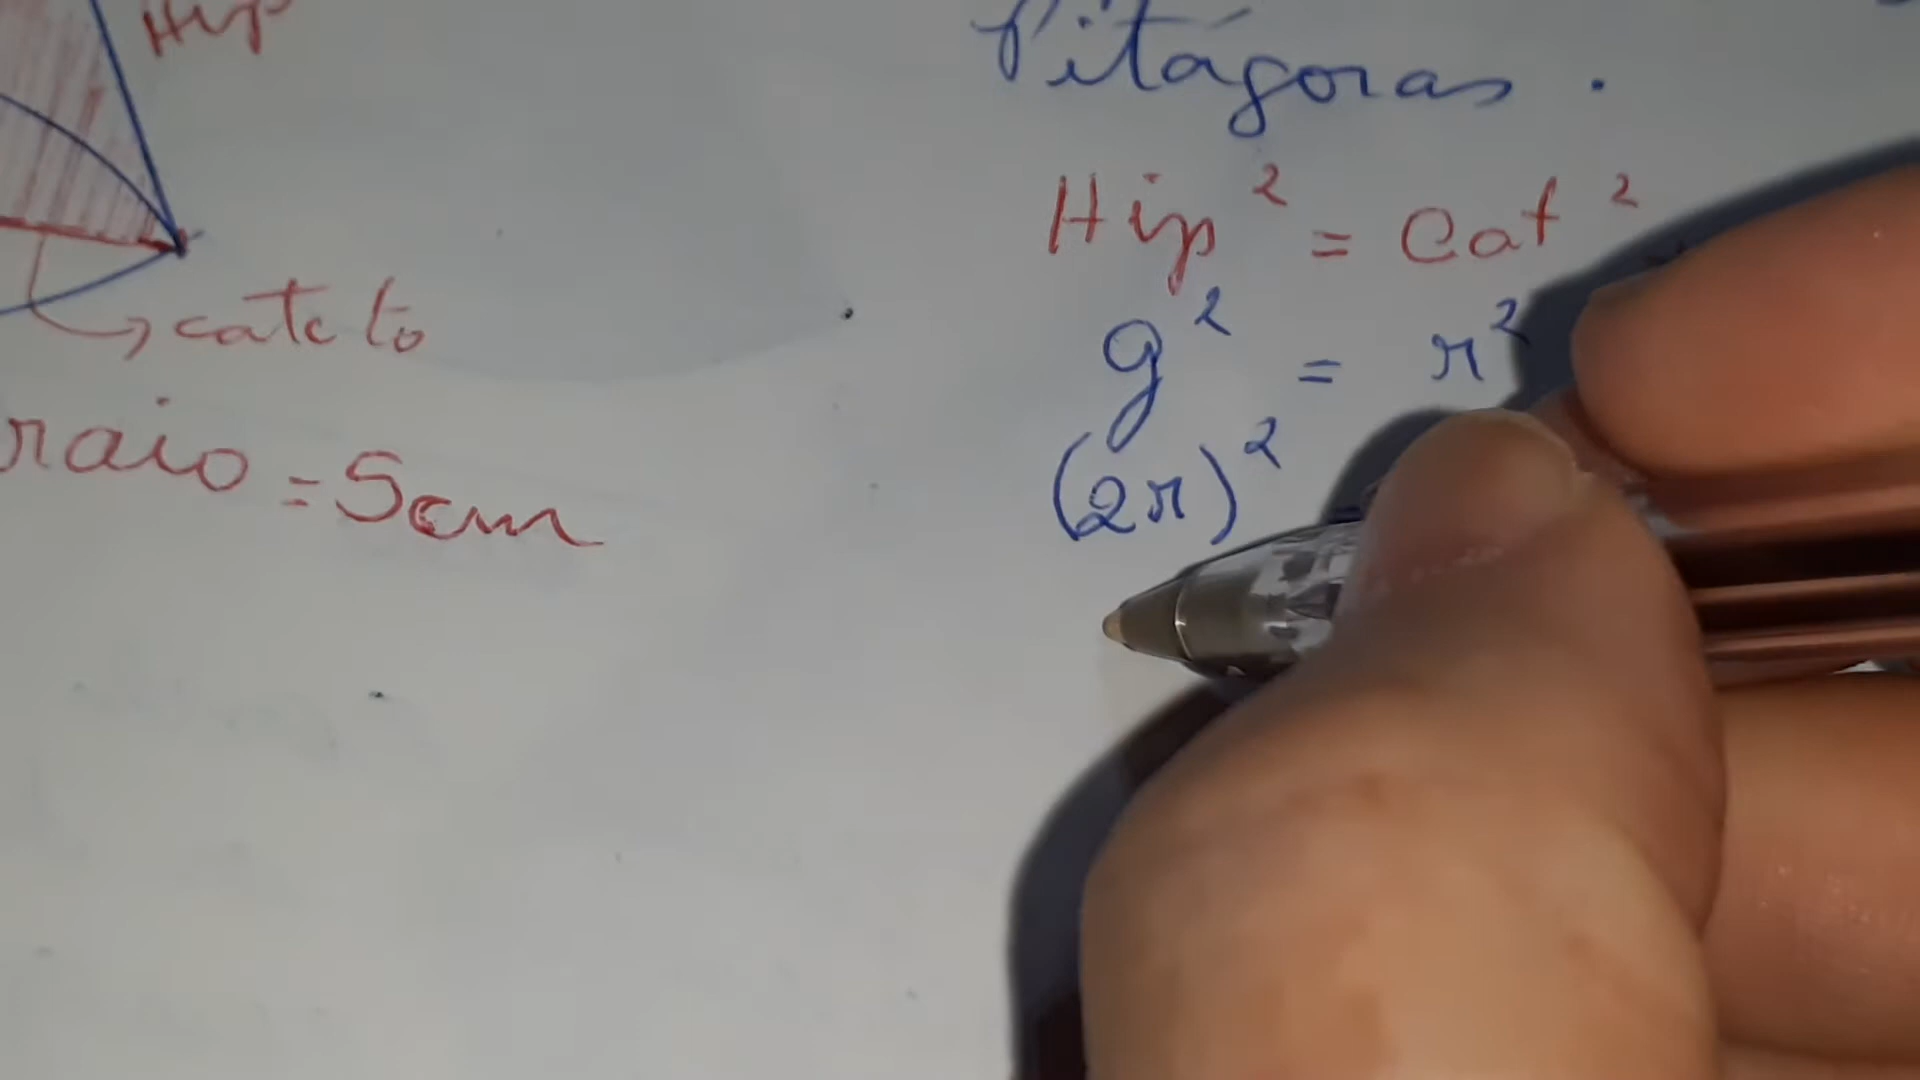 Hip
Pitágoras.
Hip² = Cat²
g² = r²
cateto
(2r)²
raio = 5cm